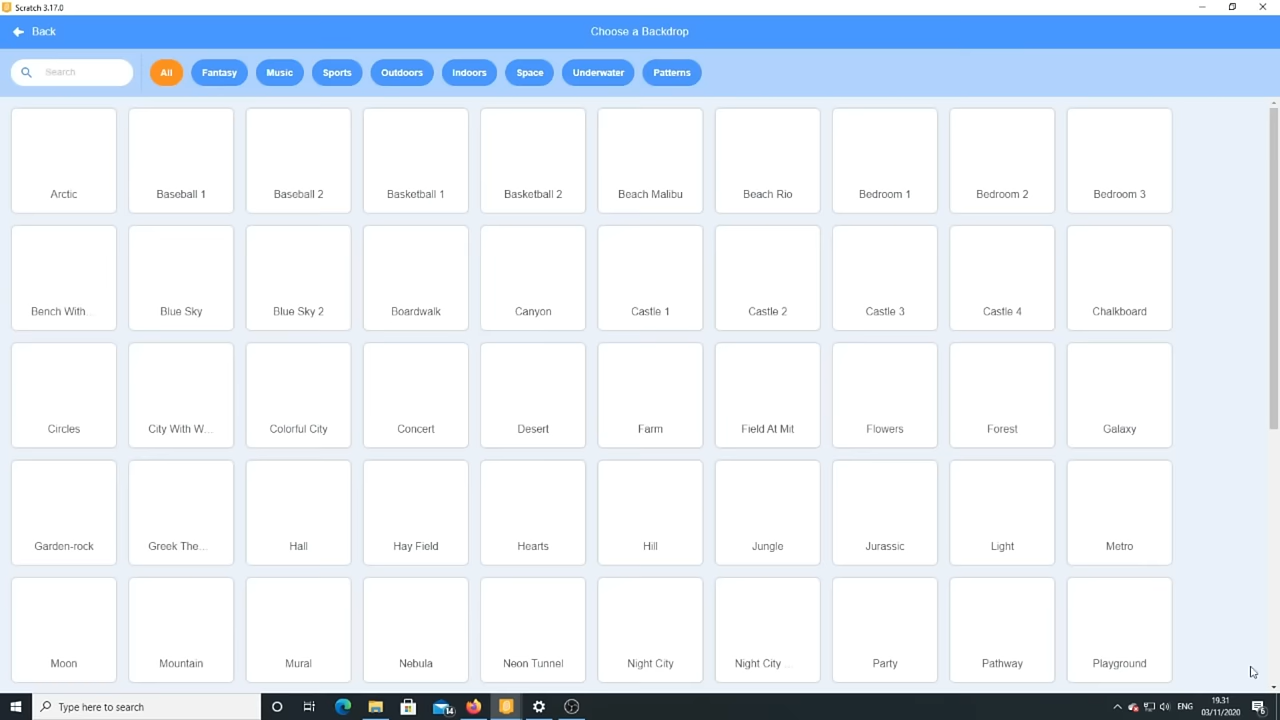 Scratch 3.17.0
Back
Choose a Backdrop
Search
All
Fantasy
Music
Sports
Outdoors
Indoors
Space
Underwater
Patterns
Arctic
Baseball 1
Baseball 2
Basketball 1
Basketball 2
Beach Malibu
Beach Rio
Bedroom 1
Bedroom 2
Bedroom 3
Bench With...
Blue Sky
Blue Sky 2
Boardwalk
Canyon
Castle 1
Castle 2
Castle 3
Castle 4
Chalkboard
Circles
City With W...
Colorful City
Concert
Desert
Farm
Field At Mit
Flowers
Forest
Galaxy
Garden-rock
Greek The...
Hall
Hay Field
Hearts
Hill
Jungle
Jurassic
Light
Metro
Moon
Mountain
Mural
Nebula
Neon Tunnel
Night City
Night City ...
Party
Pathway
Playground
Type here to search
14
ENG
19.31
03/11/2020
6